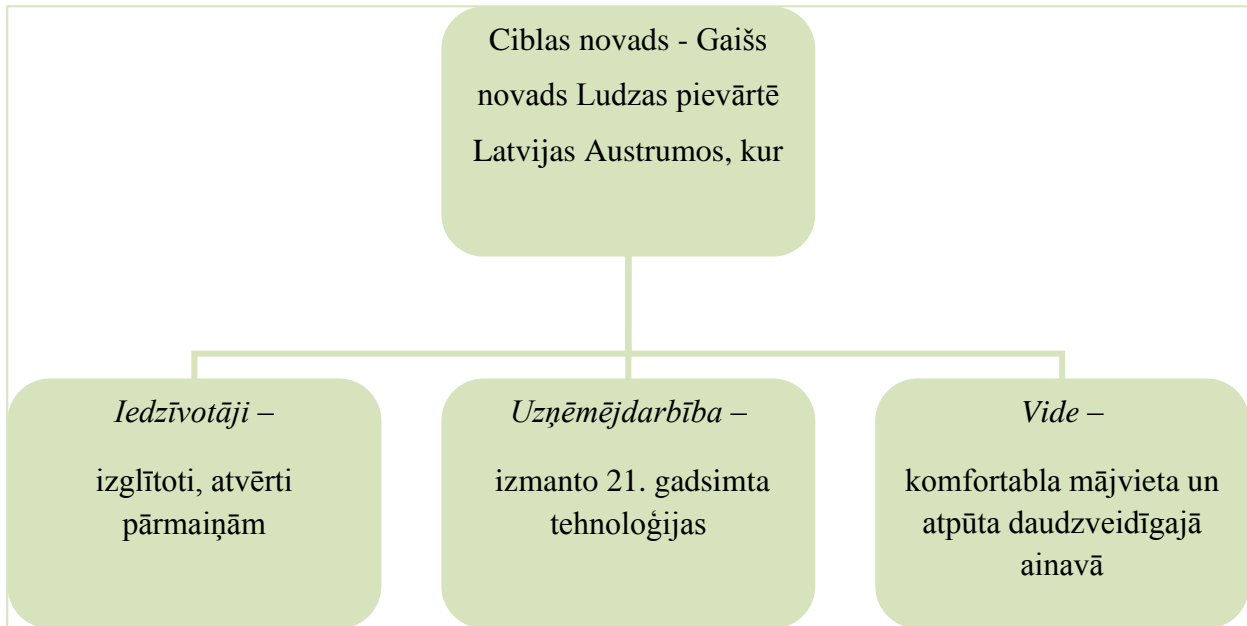 Ciblas novads - Gaišs
novads Ludzas pievārtē
Latvijas Austrumos, kur
Iedzīvotāji –
izglītoti, atvērti
pārmaiņām
Uzņēmējdarbība –
izmanto 21. gadsimta
tehnoloģijas
Vide –
komfortabla mājvieta un
atpūta daudzveidīgajā
ainavā